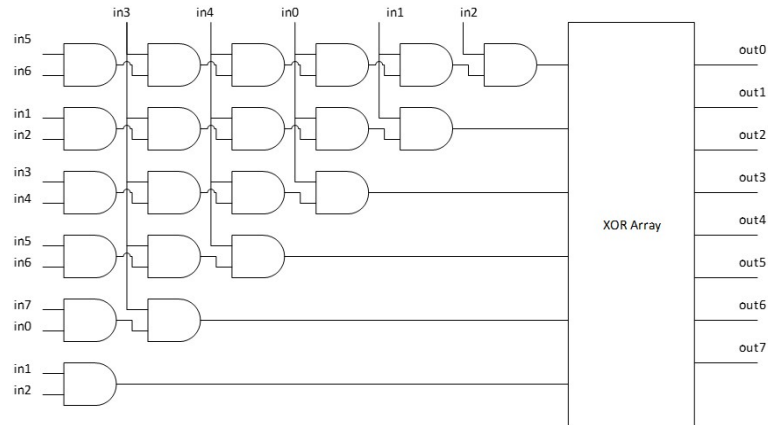 in3 in4 in0 in1 in2
in5
in6
in1
in2
in3
in4
in5
in6
in7
in0
in1
in2
XOR Array
out0
out1
out2
out3
out4
out5
out6
out7